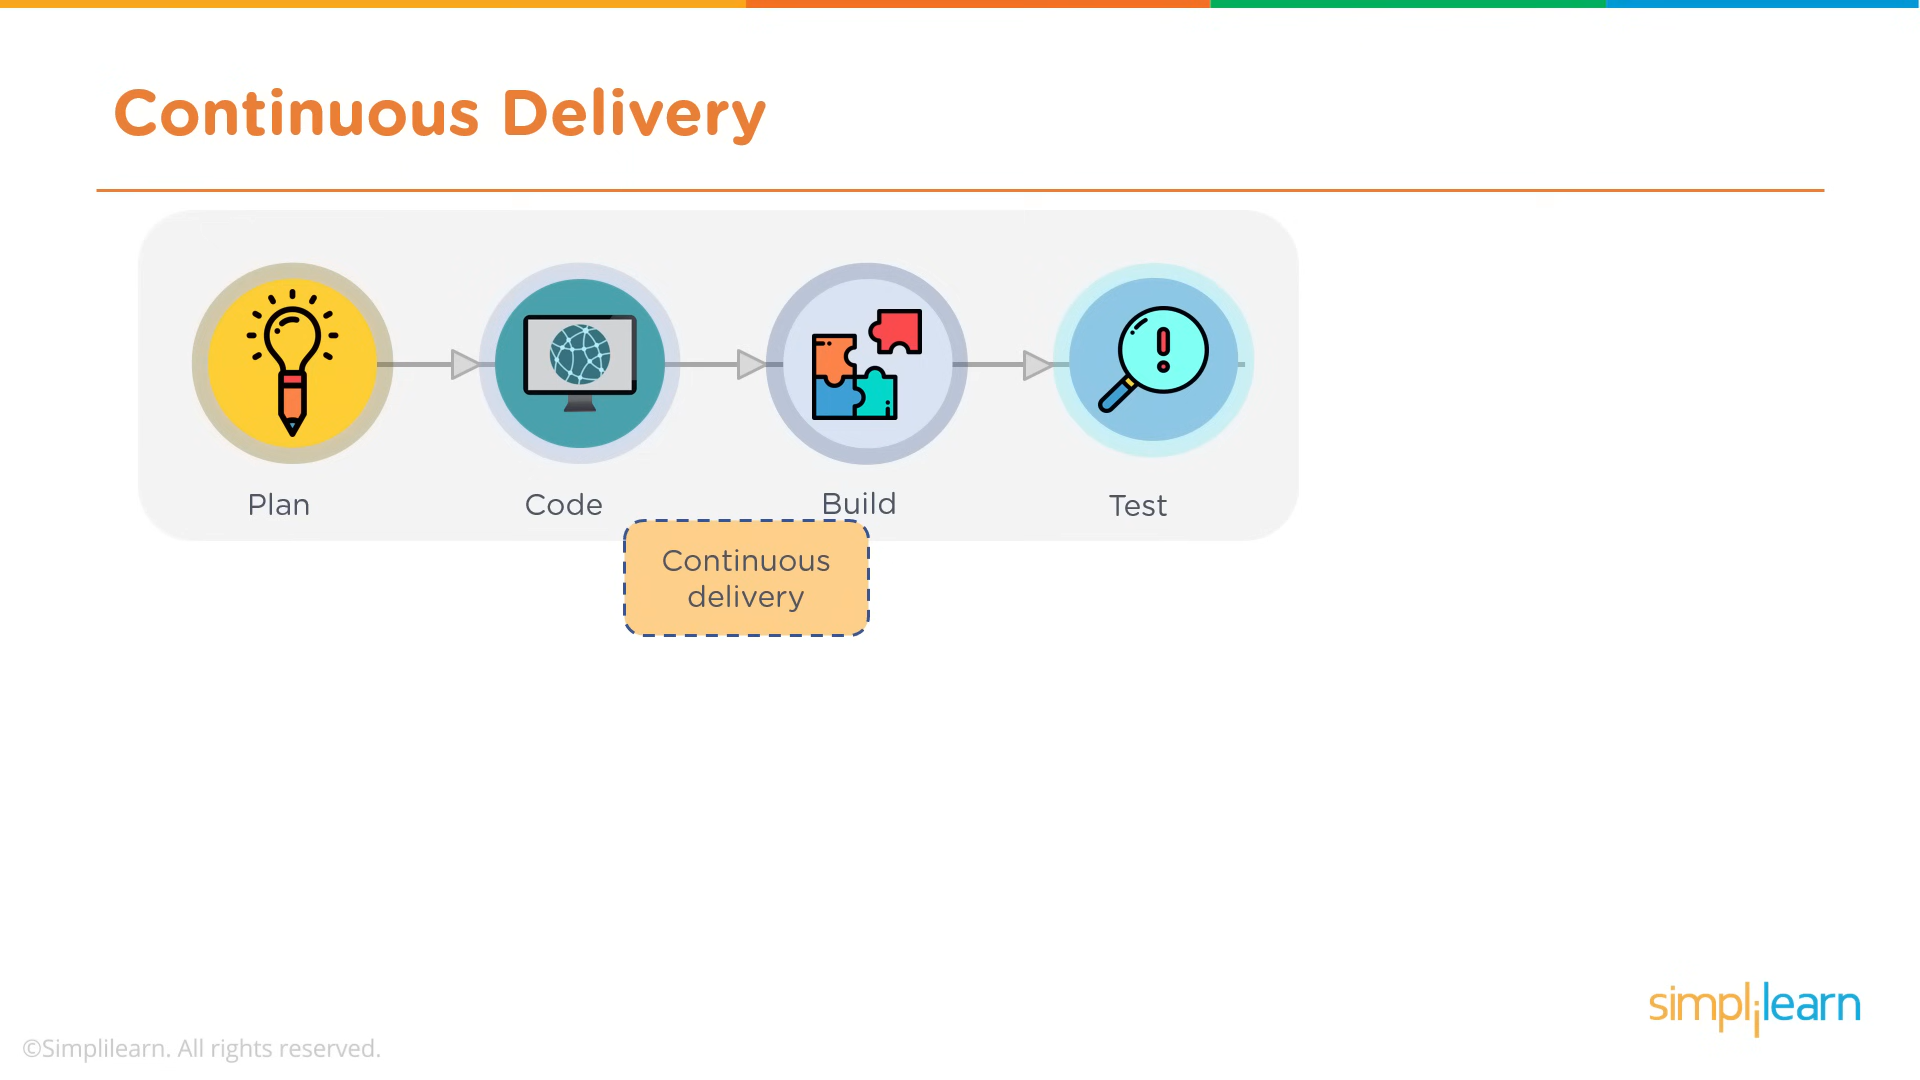 Continuous Delivery
Plan
Code
Build
Test
Continuous
delivery
simplilearn
©Simplilearn. All rights reserved.